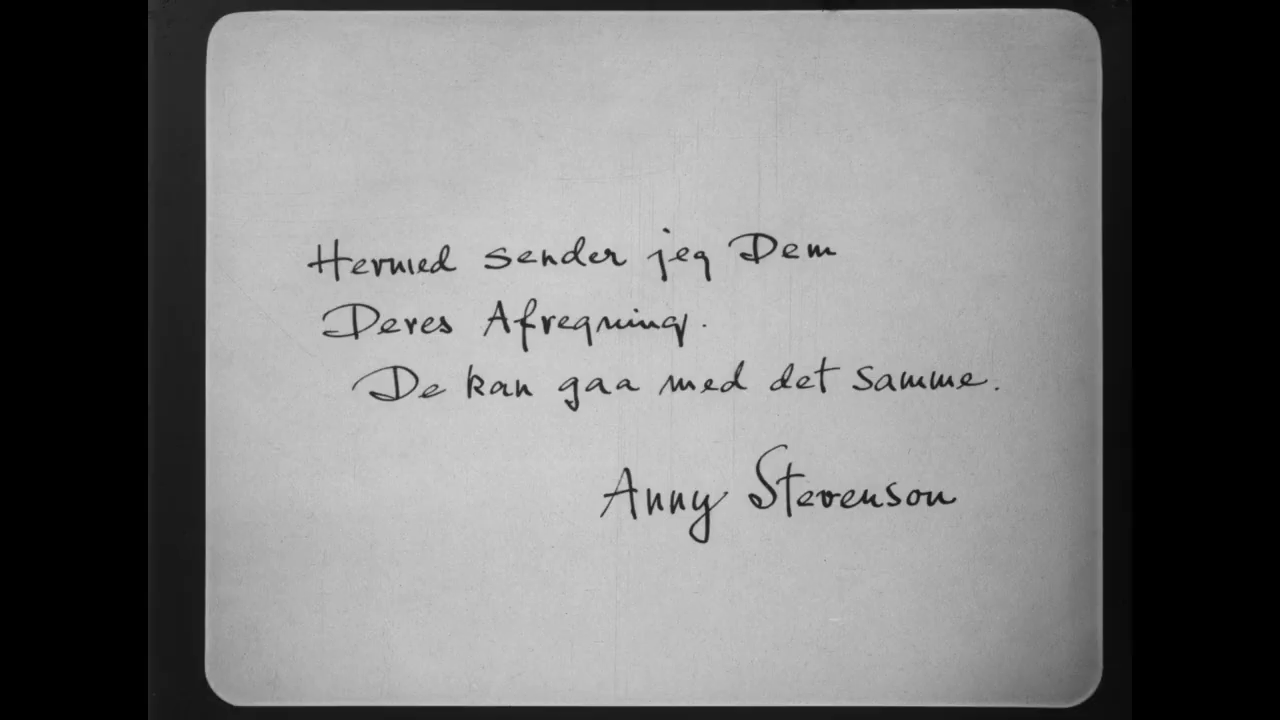 Hermed sender jeg Dem
Deres Afregning.
De kan gaa med det samme.
Anny Stevenson